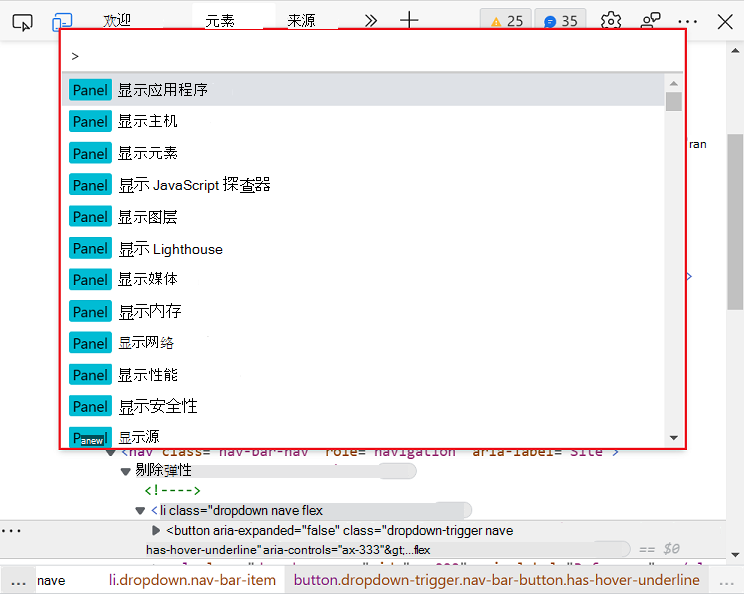 欢迎 元素 来源 25 35
>
Panel 显示应用程序
Panel 显示主机
ran
Panel 显示元素
Panel 显示 JavaScript 探查器
Panel 显示图层
Panel 显示 Lighthouse
Panel 显示媒体
Panel 显示内存
Panel 显示网络
Panel 显示性能
Panel 显示安全性
显示源
anew
<nav class="nav-bar-nav" role="navigation" aria-label="Site">
剔除弹性
<!---->
<li class="dropdown nave flex
... <button aria-expanded="false" class="dropdown-trigger nave
has-hover-underline" aria-controls="ax-333"&gt;...flex == $0
... nave li.dropdown.nav-bar-item button.dropdown-trigger.nav-bar-button.has-hover-underline ...